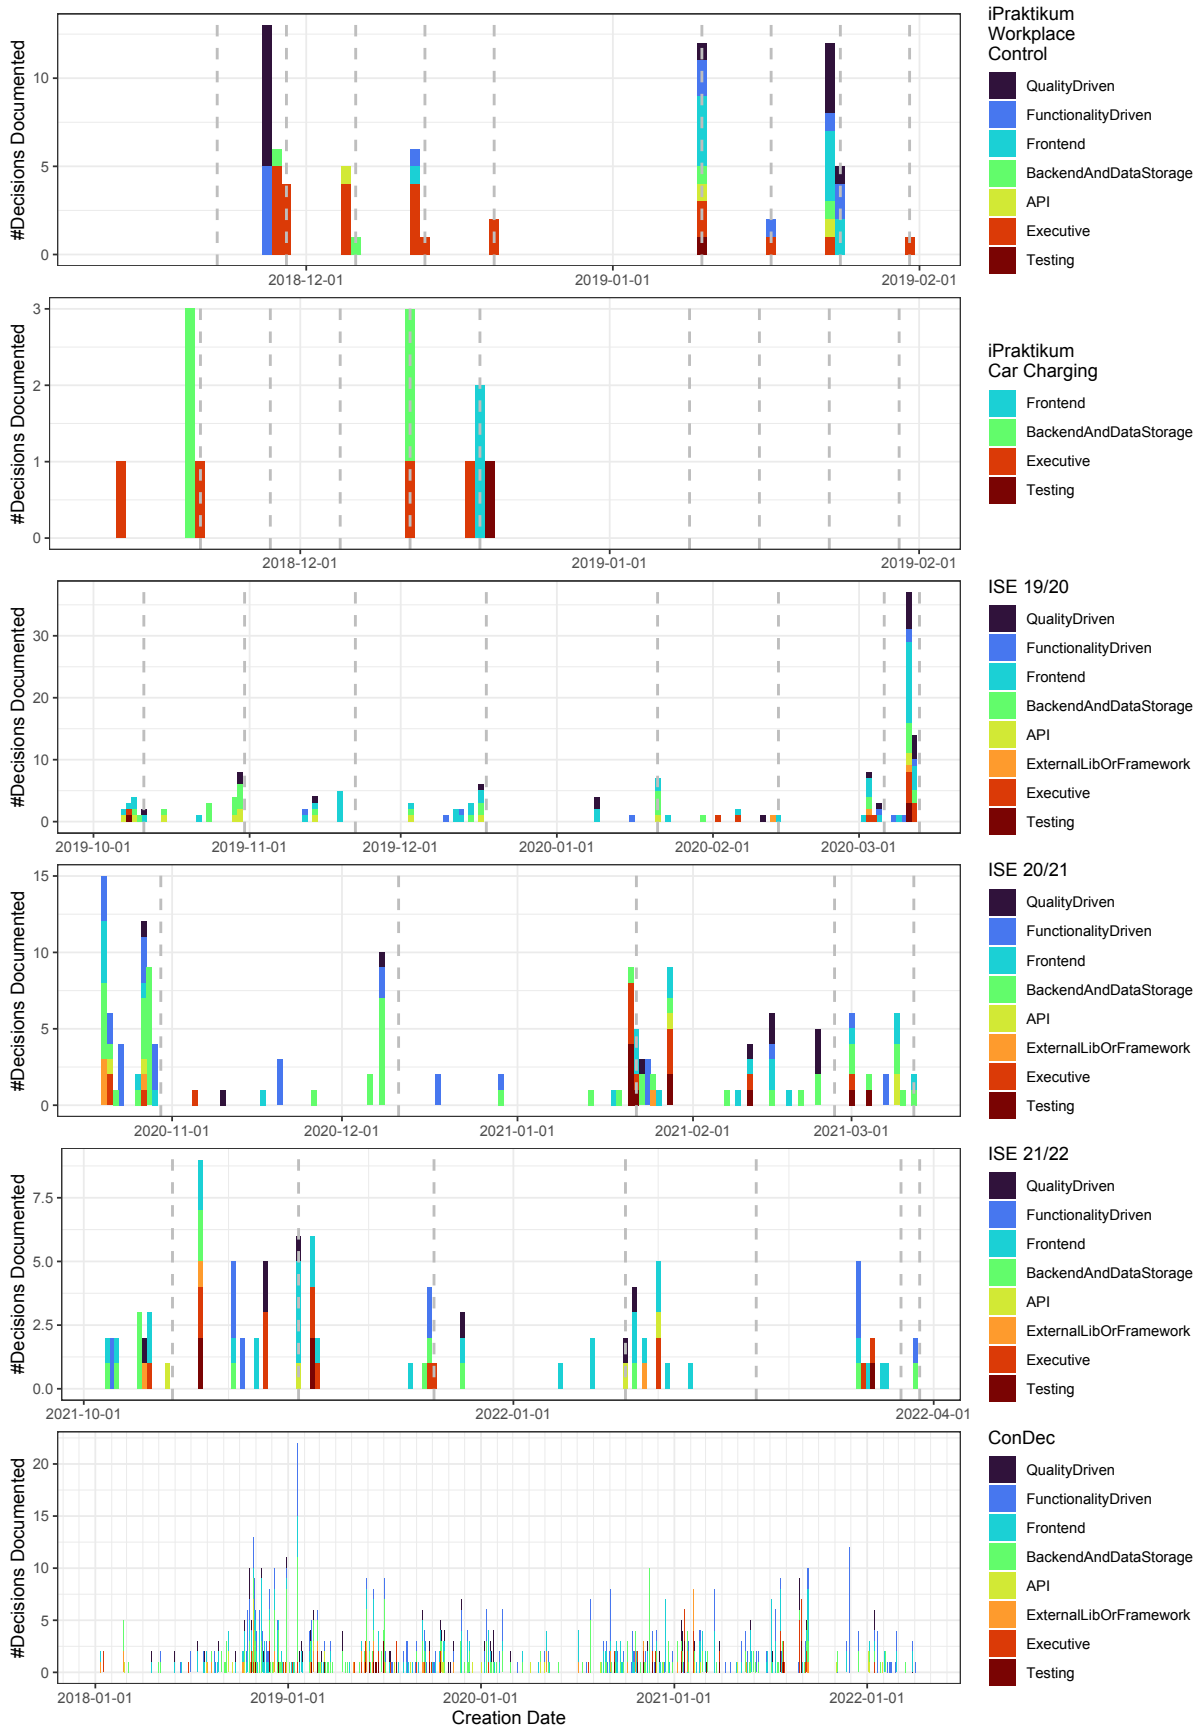 iPraktikum
Workplace
Control
QualityDriven
FunctionalityDriven
Frontend
BackendAndDataStorage
API
Executive
Testing
#Decisions Documented
10
5
0
2018-12-01
2019-01-01
2019-02-01
iPraktikum
Car Charging
Frontend
BackendAndDataStorage
Executive
Testing
#Decisions Documented
3
2
1
0
2018-12-01
2019-01-01
2019-02-01
ISE 19/20
QualityDriven
FunctionalityDriven
Frontend
BackendAndDataStorage
API
ExternalLibOrFramework
Executive
Testing
#Decisions Documented
30
20
10
0
2019-10-01
2019-11-01
2019-12-01
2020-01-01
2020-02-01
2020-03-01
ISE 20/21
QualityDriven
FunctionalityDriven
Frontend
BackendAndDataStorage
API
ExternalLibOrFramework
Executive
Testing
#Decisions Documented
15
10
5
0
2020-11-01
2020-12-01
2021-01-01
2021-02-01
2021-03-01
ISE 21/22
QualityDriven
FunctionalityDriven
Frontend
BackendAndDataStorage
API
ExternalLibOrFramework
Executive
Testing
#Decisions Documented
7.5
5.0
2.5
0.0
2021-10-01
2022-01-01
2022-04-01
ConDec
QualityDriven
FunctionalityDriven
Frontend
BackendAndDataStorage
API
ExternalLibOrFramework
Executive
Testing
#Decisions Documented
20
15
10
5
0
2018-01-01
2019-01-01
2020-01-01
2021-01-01
2022-01-01
Creation Date